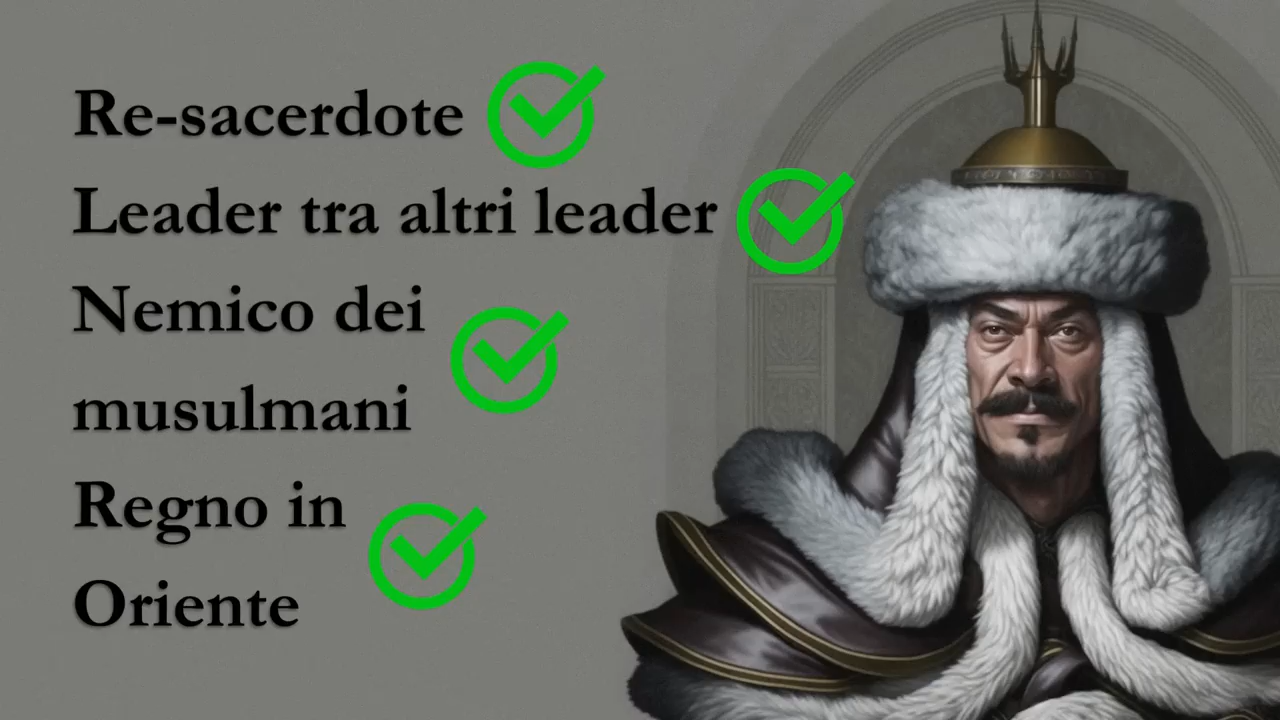 Re-sacerdote
Leader tra altri leader
Nemico dei
musulmani
Regno in
Oriente